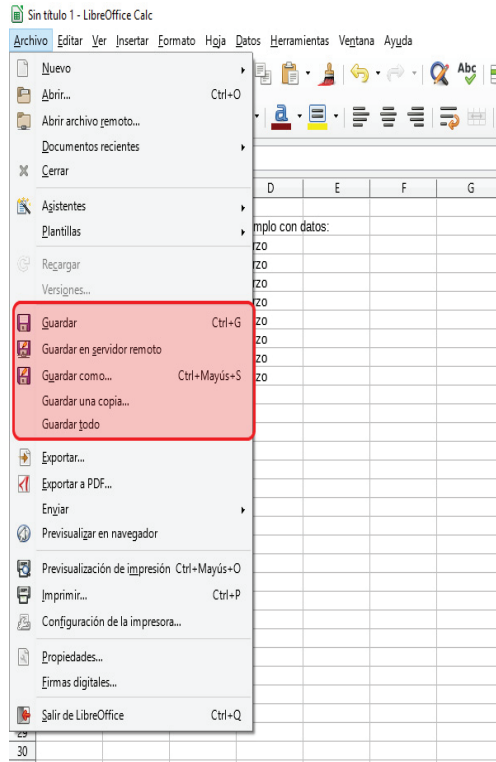 Sin título 1 - LibreOffice Calc
Archivo Editar Ver Insertar Formato Hoja Datos Herramientas Ventana Ayuda
Nuevo
Abrir... Ctrl+O
Abrir archivo remoto...
Documentos recientes
Cerrar
Asistentes
Plantillas
Recargar
Versiones...
Guardar Ctrl+G
Guardar en servidor remoto
Guardar como... Ctrl+Mayús+S
Guardar una copia...
Guardar todo
Exportar...
Exportar a PDF...
Enviar
Previsualizar en navegador
Previsualización de impresión Ctrl+Mayús+O
Imprimir... Ctrl+P
Configuración de la impresora...
Propiedades...
Firmas digitales...
Salir de LibreOffice Ctrl+Q
Abc
a
D E F G
mplo con datos:
rzo
rzo
rzo
rzo
rzo
rzo
rzo
rzo
29
30